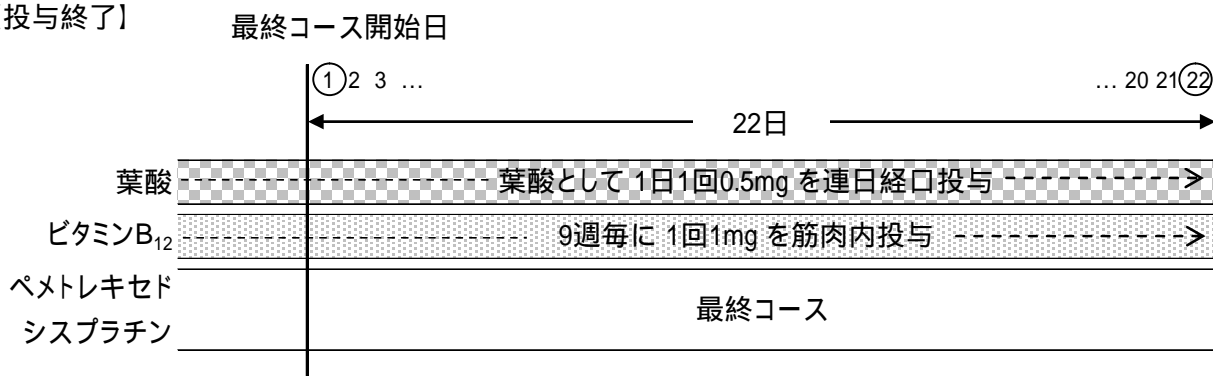 投与終了】
最終コース開始日
①2 3 … … 20 21㉒
22日
葉酸 葉酸として 1日1回0.5mg を連日経口投与
ビタミンB₁₂ 9週毎に 1回1mg を筋肉内投与
ペメトレキセド
シスプラチン
最終コース